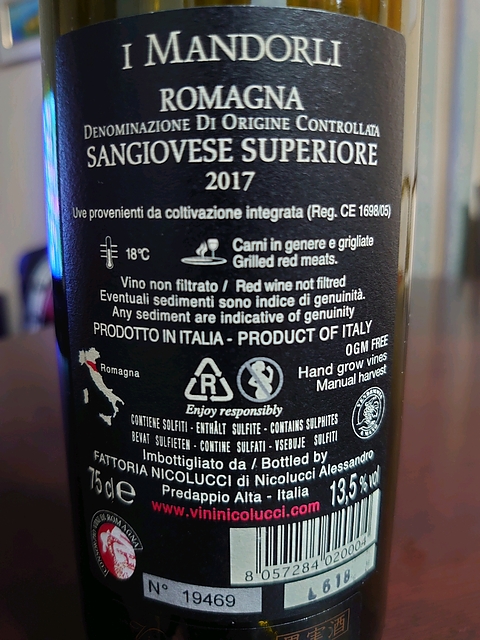 I MANDORLI
ROMAGNA
DENOMINAZIONE DI ORIGINE CONTROLLATA
SANGIOVESE SUPERIORE
2017
Uve provenienti da coltivazione integrata (Reg. CE 1698/05)
18°C
Carni in genere e grigliate
Grilled red meats.
Vino non filtrato / Red wine not filtred
Eventuali sedimenti sono indice di genuinità.
Any sediment are indicative of genuinity
PRODOTTO IN ITALIA - PRODUCT OF ITALY
OGM FREE
Hand grow vines
Manual harvest
Romagna
R
Enjoy responsibly
CONTIENE SOLFITI - ENTHÄLT SULFITE - CONTAINS SULPHITES
BEVAT SULFIETEN - CONTINE SULFATI - VSEBUJE SULFITI
Imbottigliato da / Bottled by
FATTORIA NICOLUCCI di Nicolucci Alessandro
Predappio Alta - Italia
75 cl e
13,5 % vol
www.vininicolucci.com
8 057284 020004
N° 19469
L 618